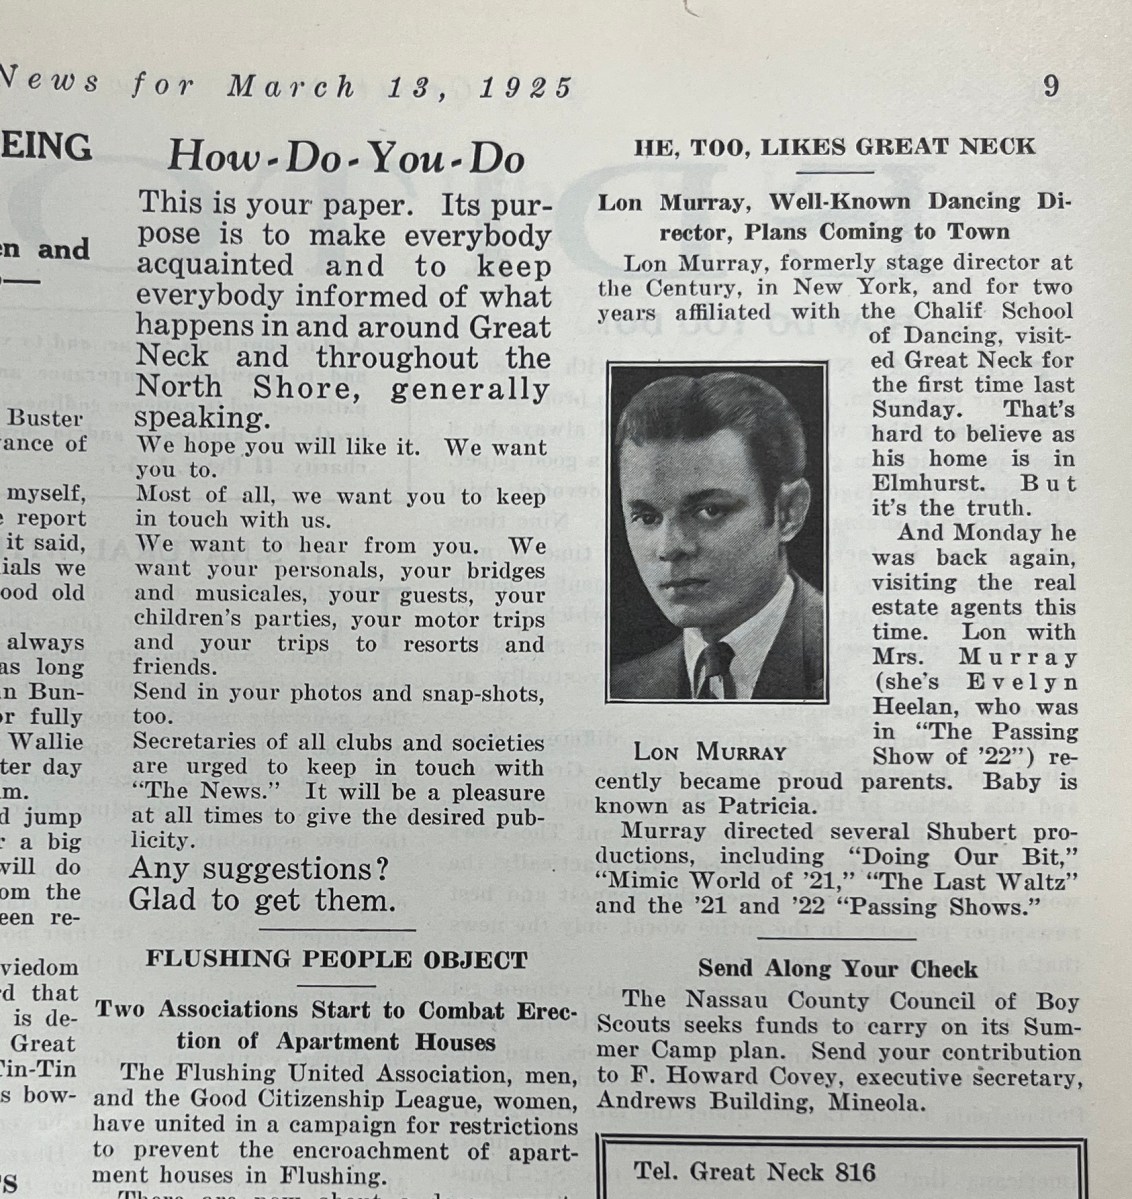 News for March 13, 1925
9
EING
en and
Buster
ance of
myself,
report
it said,
ials we
ood old
always
as long
n Bun-
or fully
Wallie
ter day
m.
d jump
r a big
will do
om the
een re-
viedom
d that
is de-
Great
Tin-Tin
s bow-
'S
How-Do-You-Do
This is your paper. Its pur-
pose is to make everybody
acquainted and to keep
everybody informed of what
happens in and around Great
Neck and throughout the
North Shore, generally
speaking.
We hope you will like it. We want
you to.
Most of all, we want you to keep
in touch with us.
We want to hear from you. We
want your personals, your bridges
and musicales, your guests, your
children's parties, your motor trips
and your trips to resorts and
friends.
Send in your photos and snap-shots,
too.
Secretaries of all clubs and societies
are urged to keep in touch with
“The News.” It will be a pleasure
at all times to give the desired pub-
licity.
Any suggestions?
Glad to get them.
FLUSHING PEOPLE OBJECT
Two Associations Start to Combat Erec-
tion of Apartment Houses
The Flushing United Association, men,
and the Good Citizenship League, women,
have united in a campaign for restrictions
to prevent the encroachment of apart-
ment houses in Flushing.
HE, TOO, LIKES GREAT NECK
Lon Murray, Well-Known Dancing Di-
rector, Plans Coming to Town
Lon Murray, formerly stage director at
the Century, in New York, and for two
years affiliated with the Chalif School
of Dancing, visit-
ed Great Neck for
the first time last
Sunday. That's
hard to believe as
his home is in
Elmhurst. But
it's the truth.
And Monday he
was back again,
visiting the real
estate agents this
time. Lon with
Mrs. Murray
(she's Evelyn
Heelan, who was
in “The Passing
Show of '22”) re-
LON MURRAY
cently became proud parents. Baby is
known as Patricia.
Murray directed several Shubert pro-
ductions, including “Doing Our Bit,”
“Mimic World of '21,” “The Last Waltz”
and the '21 and '22 “Passing Shows.”
Send Along Your Check
The Nassau County Council of Boy
Scouts seeks funds to carry on its Sum-
mer Camp plan. Send your contribution
to F. Howard Covey, executive secretary,
Andrews Building, Mineola.
Tel. Great Neck 816